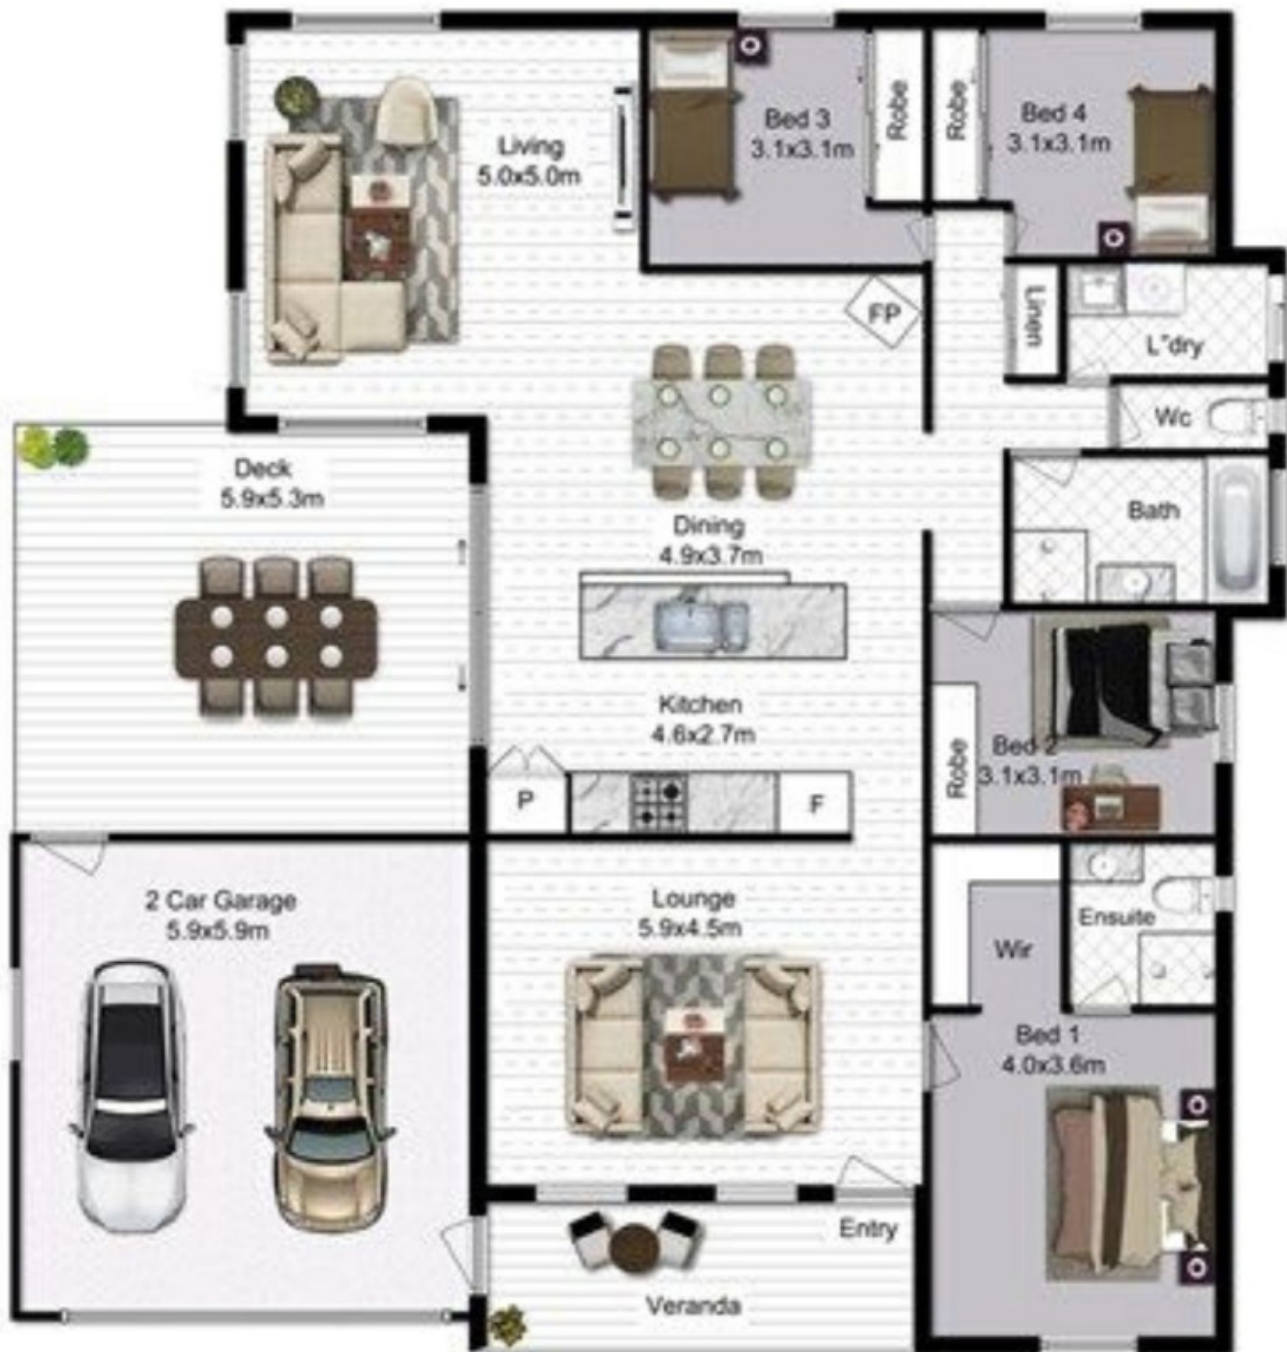 Living
5.0x5.0m
Bed 3
3.1x3.1m
Robe
Robe
Bed 4
3.1x3.1m
FP
Linen
L"dry
Wc
Deck
5.9x5.3m
Bath
Dining
4.9x3.7m
Kitchen
4.6x2.7m
Robe
Bed 2
3.1x3.1m
P
F
2 Car Garage
5.9x5.9m
Lounge
5.9x4.5m
Ensuite
Wir
Bed 1
4.0x3.6m
Entry
Veranda